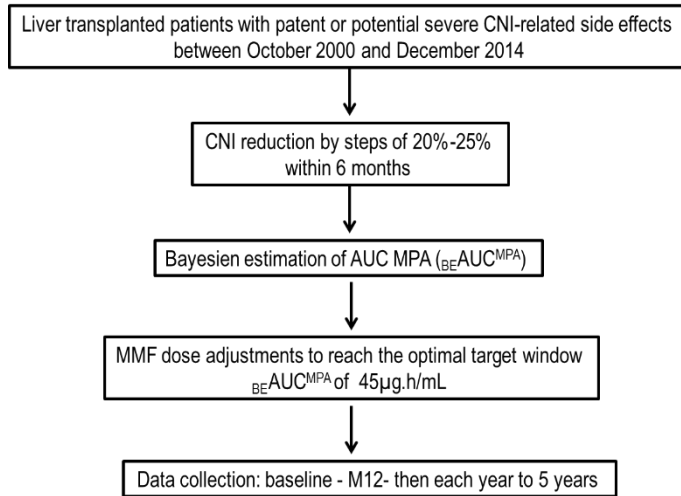 Liver transplanted patients with patent or potential severe CNI-related side effects
between October 2000 and December 2014
CNI reduction by steps of 20%-25%
within 6 months
Bayesien estimation of AUC MPA (BEAUCMPA)
MMF dose adjustments to reach the optimal target window
BEAUCMPA of 45µg.h/mL
Data collection: baseline - M12- then each year to 5 years